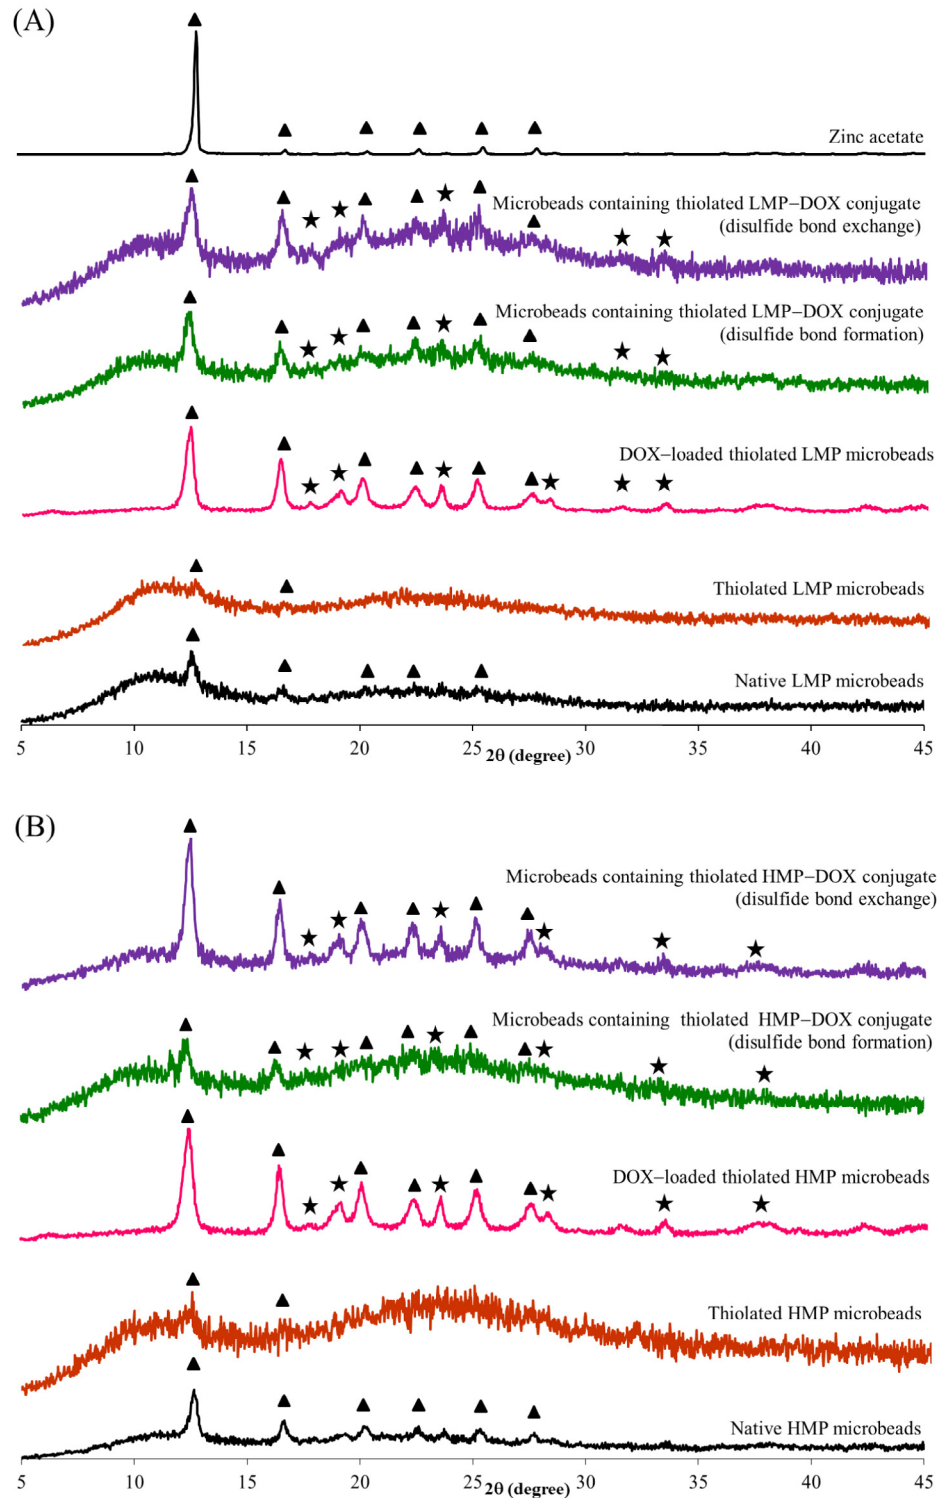 (A)
Zinc acetate
Microbeads containing thiolated LMP−DOX conjugate
(disulfide bond exchange)
Microbeads containing thiolated LMP−DOX conjugate
(disulfide bond formation)
DOX−loaded thiolated LMP microbeads
Thiolated LMP microbeads
Native LMP microbeads
5 10 15 20 25 30 35 40 45
2θ (degree)
(B)
Microbeads containing thiolated HMP−DOX conjugate
(disulfide bond exchange)
Microbeads containing thiolated HMP−DOX conjugate
(disulfide bond formation)
DOX−loaded thiolated HMP microbeads
Thiolated HMP microbeads
Native HMP microbeads
5 10 15 20 25 30 35 40 45
2θ (degree)